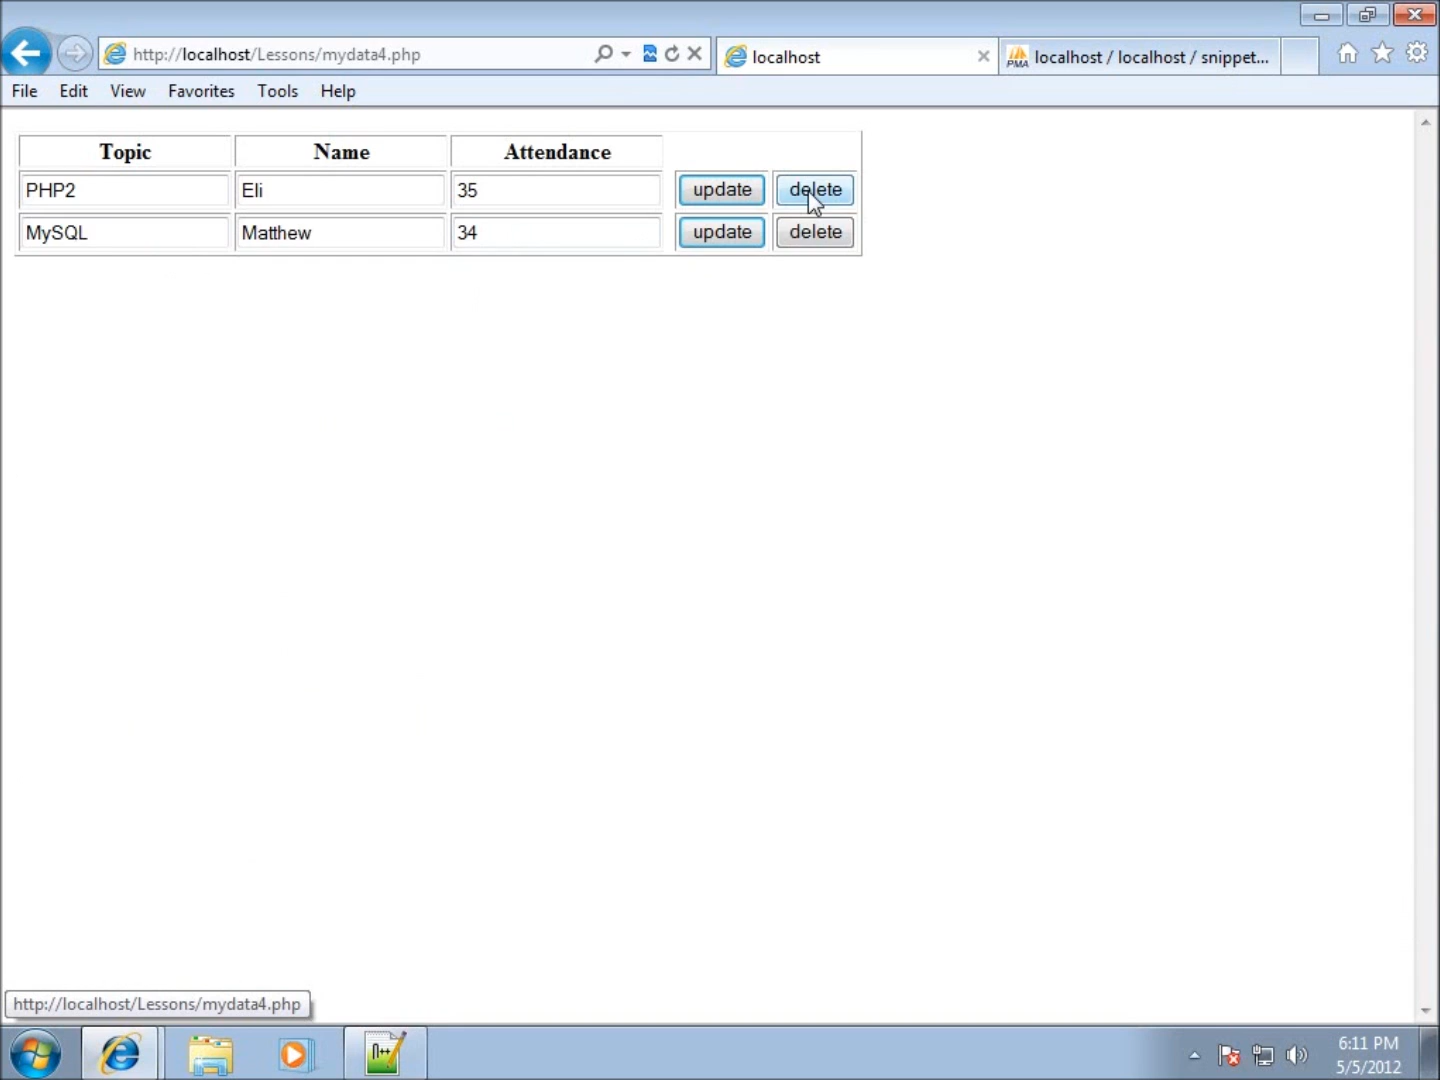 http://localhost/Lessons/mydata4.php
localhost
PMA
localhost / localhost / snippet...
File Edit View Favorites Tools Help
Topic Name Attendance
PHP2 Eli 35 update delete
MySQL Matthew 34 update delete
http://localhost/Lessons/mydata4.php
n++
6:11 PM
5/5/2012